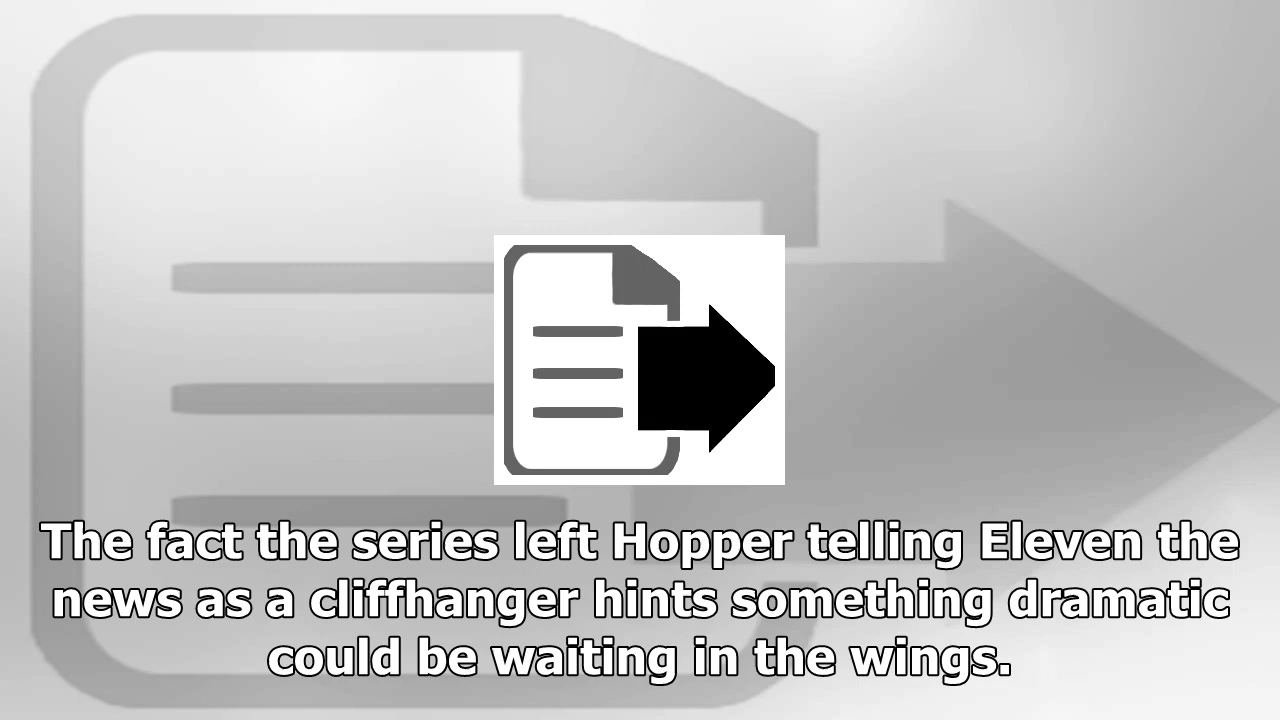 The fact the series left Hopper telling Eleven the
news as a cliffhanger hints something dramatic
could be waiting in the wings.